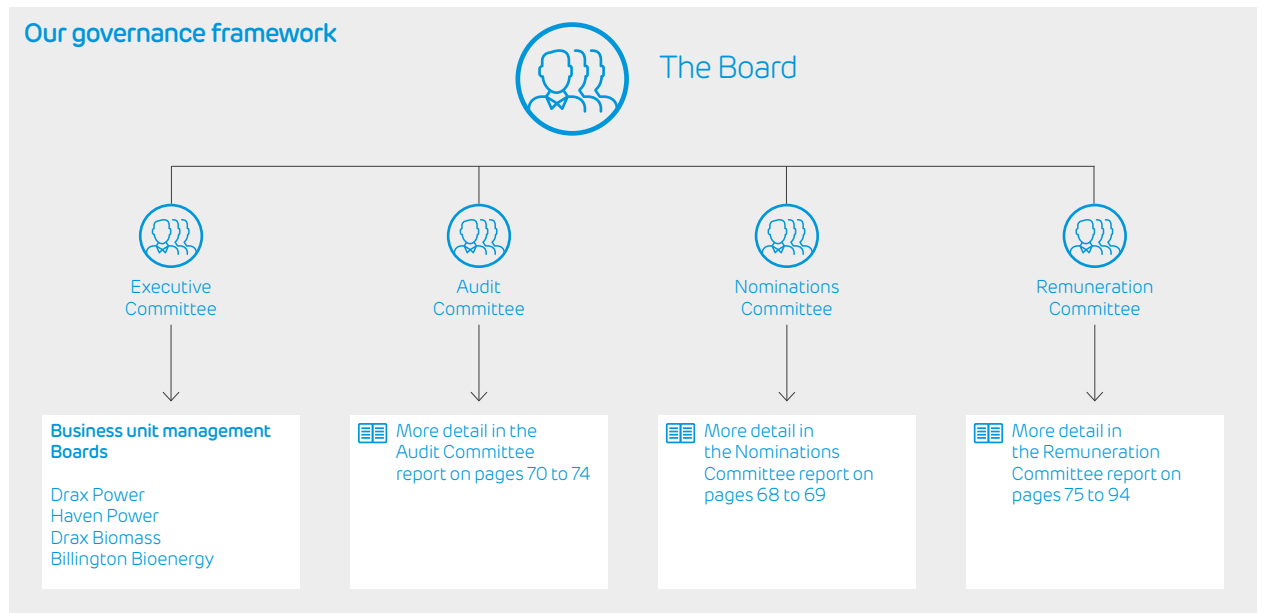 Our governance framework
The Board
Executive
Committee
Audit
Committee
Nominations
Committee
Remuneration
Committee
Business unit management
Boards
Drax Power
Haven Power
Drax Biomass
Billington Bioenergy
More detail in the
Audit Committee
report on pages 70 to 74
More detail in
the Nominations
Committee report on
pages 68 to 69
More detail in
the Remuneration
Committee report on
pages 75 to 94